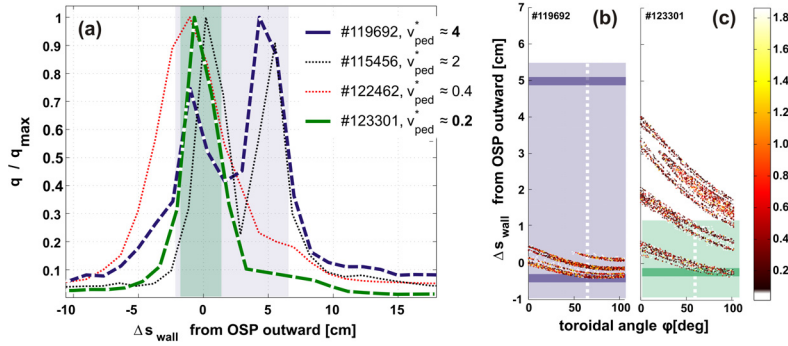 (a)
#119692, ν*ped ≈ 4
#115456, ν*ped ≈ 2
#122462, ν*ped ≈ 0.4
#123301, ν*ped ≈ 0.2
q / qmax
1
0.9
0.8
0.7
0.6
0.5
0.4
0.3
0.2
0.1
-10 -5 0 5 10 15
Δswall from OSP outward [cm]
#119692 (b)
#123301 (c)
Δswall from OSP outward [cm]
7
6
5
4
3
2
1
0
-1
0 50 100
0 50 100
toroidal angle φ[deg]
1.8
1.6
1.4
1.2
1
0.8
0.6
0.4
0.2